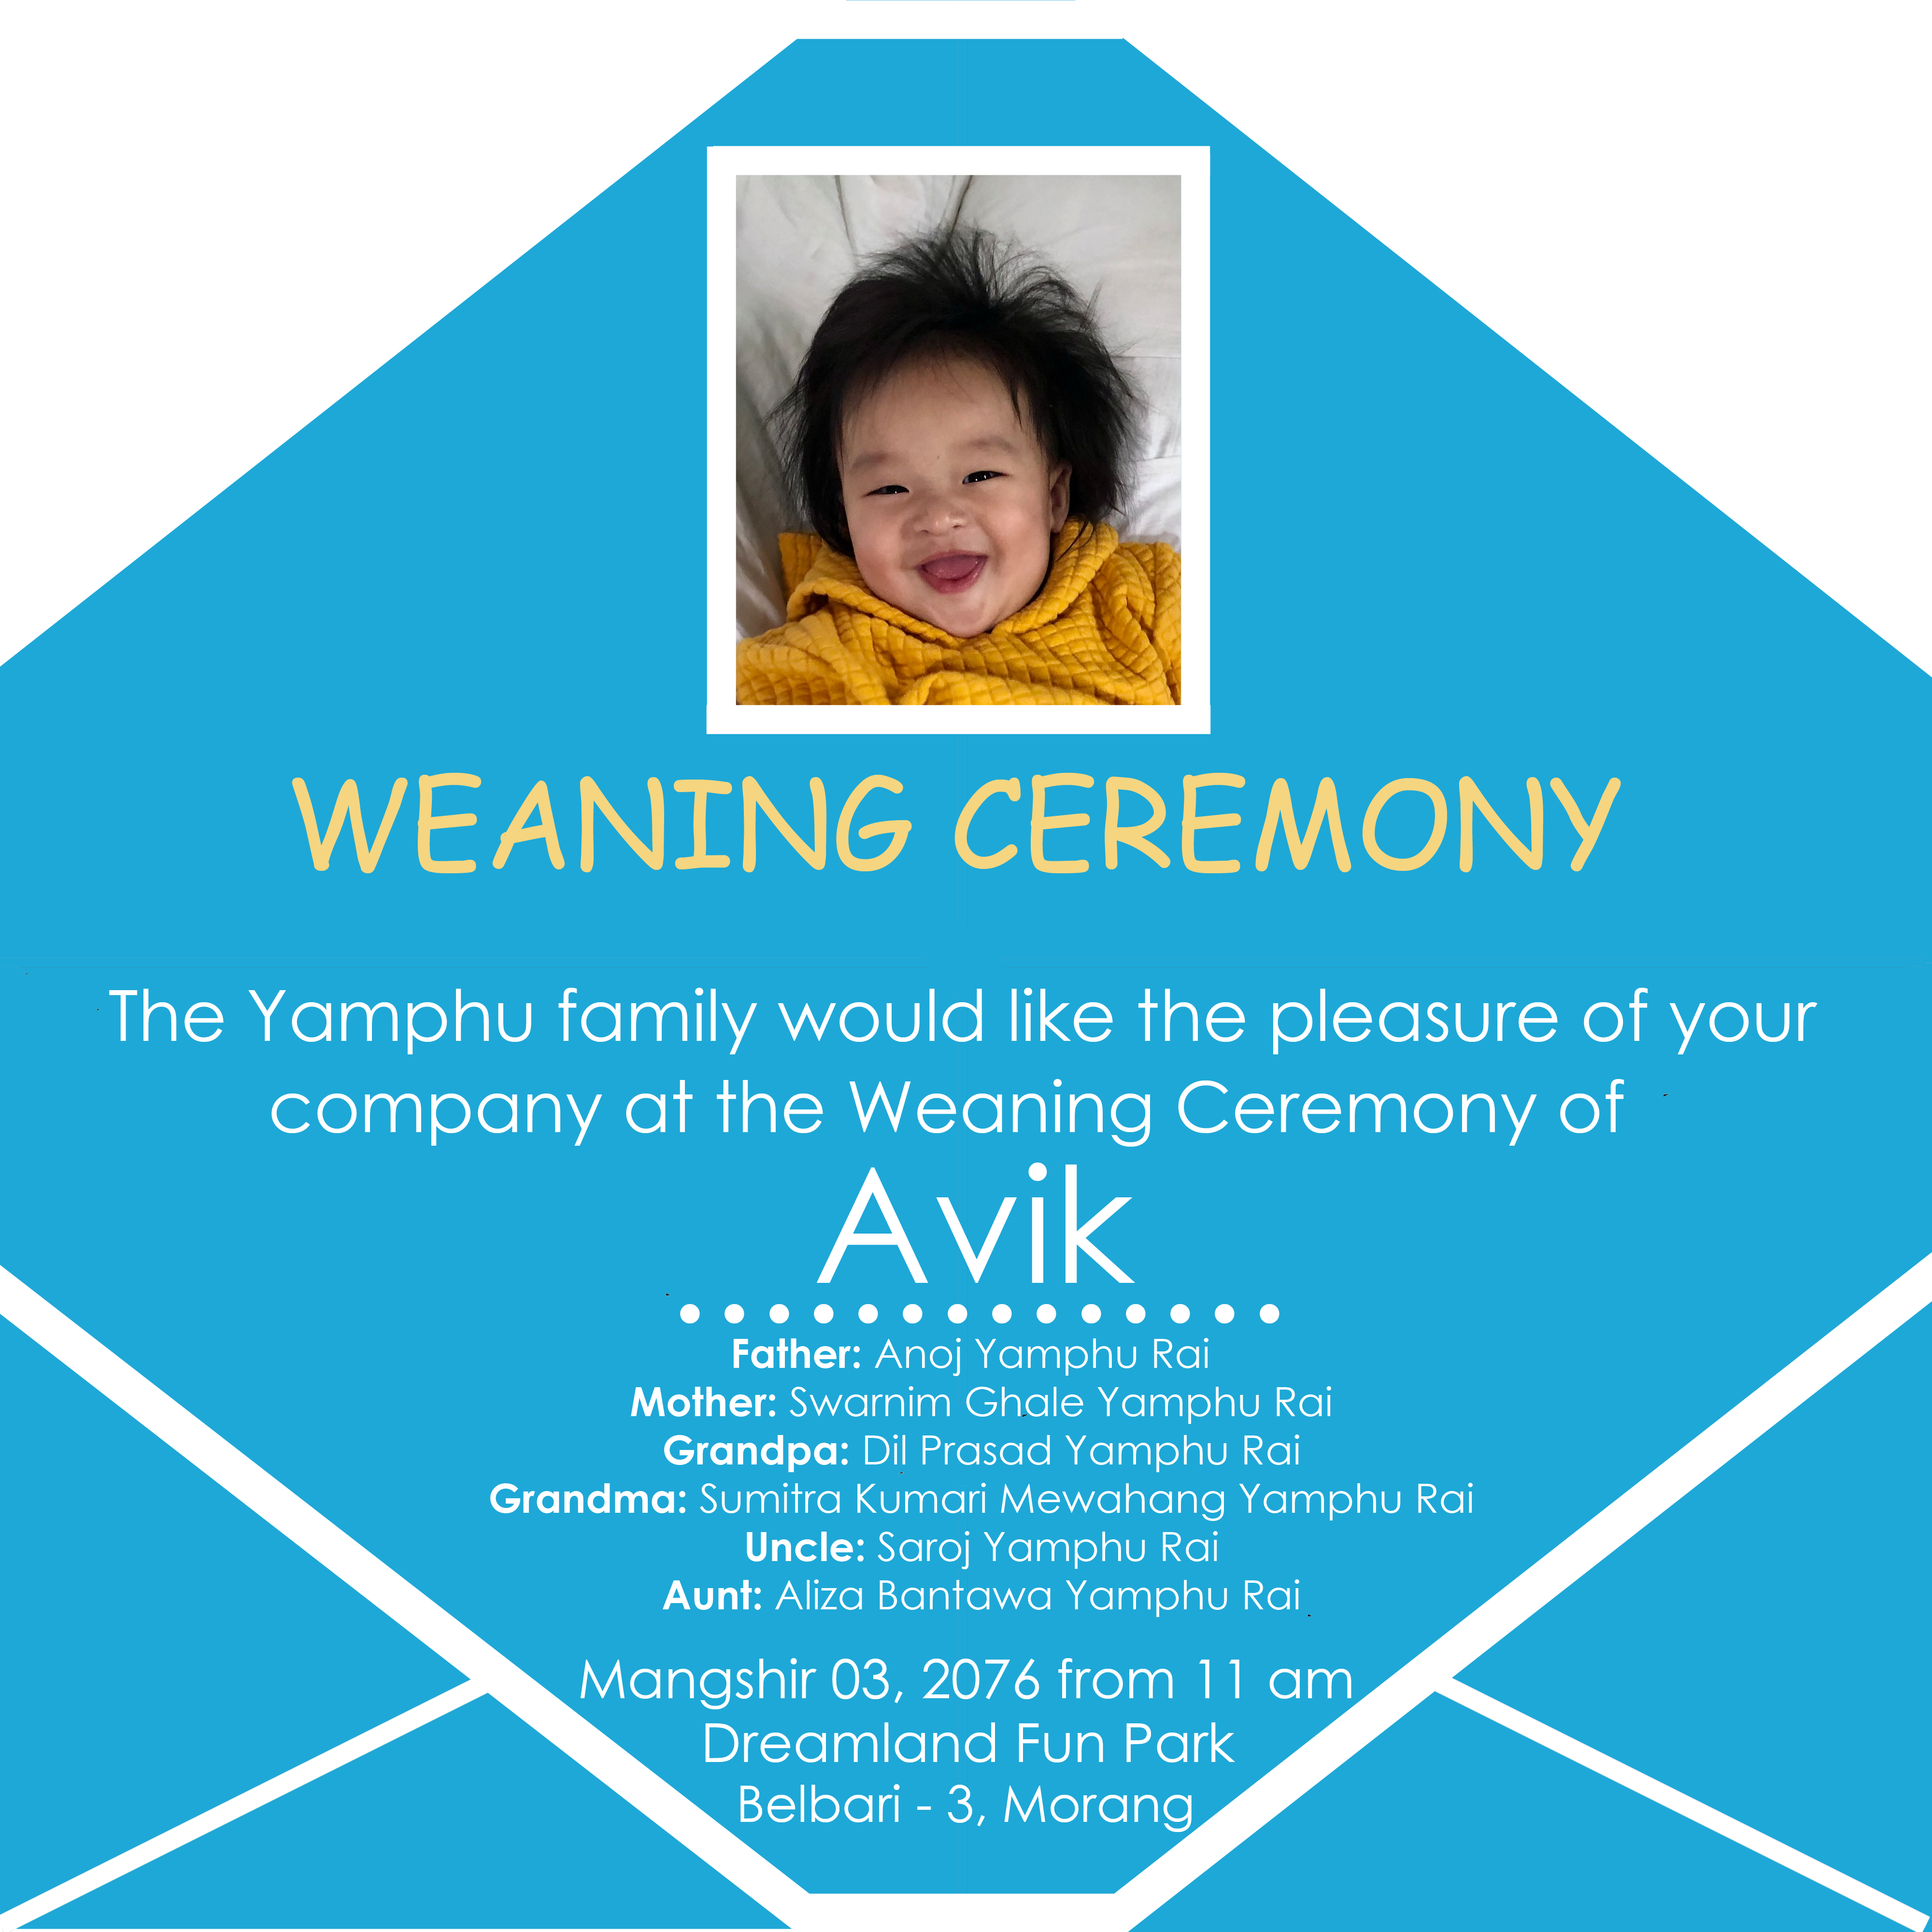 WEANING CEREMONY
The Yamphu family would like the pleasure of your
company at the Weaning Ceremony of
Avik
Father: Anoj Yamphu Rai
Mother: Swarnim Ghale Yamphu Rai
Grandpa: Dil Prasad Yamphu Rai
Grandma: Sumitra Kumari Mewahang Yamphu Rai
Uncle: Saroj Yamphu Rai
Aunt: Aliza Bantawa Yamphu Rai
Mangshir 03, 2076 from 11 am
Dreamland Fun Park
Belbari - 3, Morang